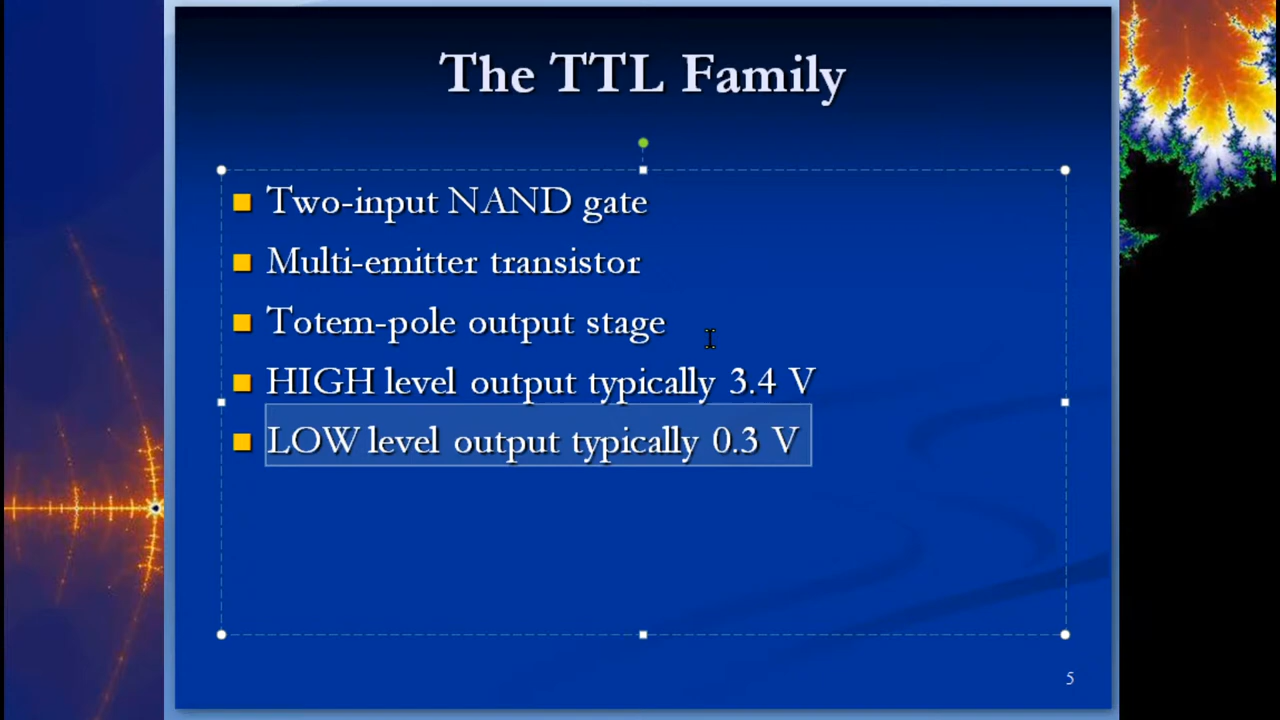 The TTL Family
Two-input NAND gate
Multi-emitter transistor
Totem-pole output stage
HIGH level output typically 3.4 V
LOW level output typically 0.3 V
5